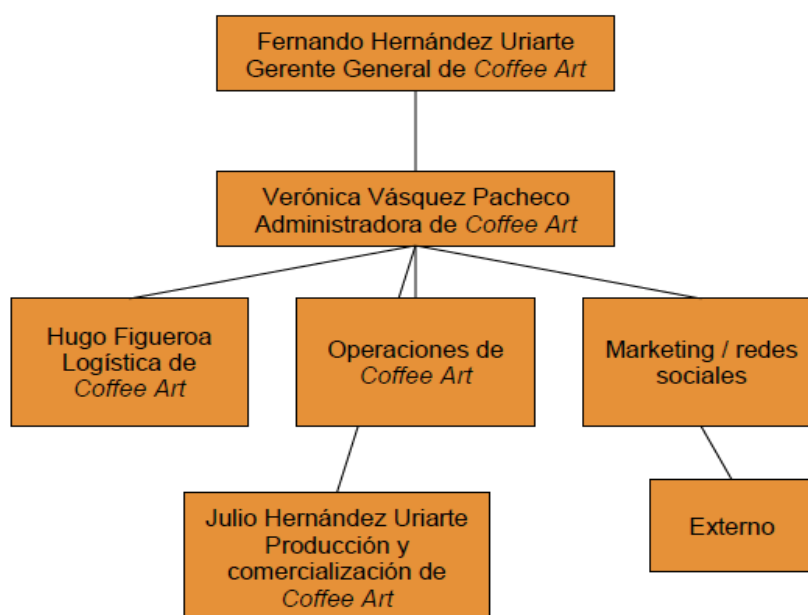 Fernando Hernández Uriarte
Gerente General de Coffee Art
Verónica Vásquez Pacheco
Administradora de Coffee Art
Hugo Figueroa
Logística de
Coffee Art
Operaciones de
Coffee Art
Marketing / redes
sociales
Julio Hernández Uriarte
Producción y
comercialización de
Coffee Art
Externo